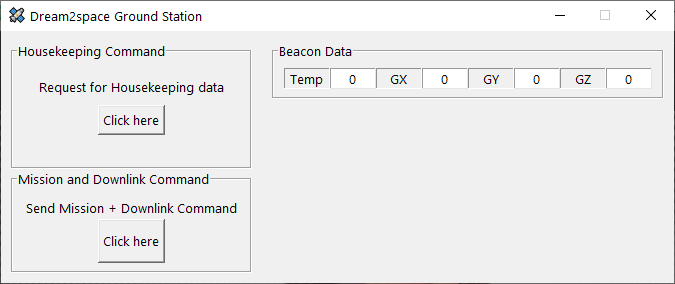 Dream2space Ground Station
Housekeeping Command
Request for Housekeeping data
Click here
Mission and Downlink Command
Send Mission + Downlink Command
Click here
Beacon Data
Temp 0 GX 0 GY 0 GZ 0